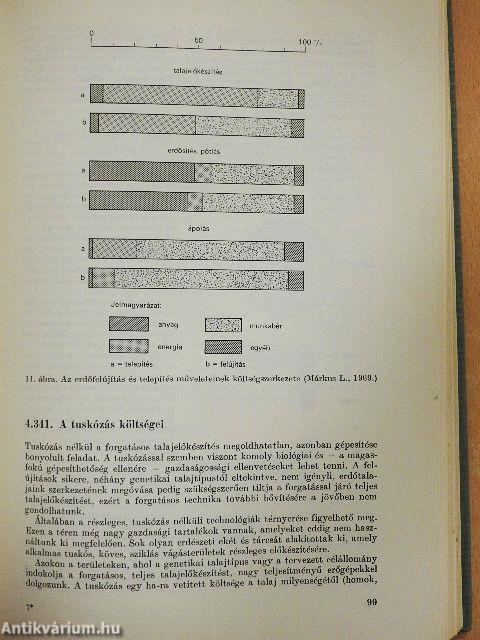 0 50 100 %
talajelőkészítés
a
b
erdősítés, pótlás
a
b
ápolás
a
b
Jelmagyarázat:
anyag munkabér
energia egyéb
a = telepítés b = felújítás
11. ábra. Az erdőfelújítás és telepítés műveleteinek költségszerkezete (Márkus L., 1969.)
4.341. A tuskózás költségei
Tuskózás nélkül a forgatásos talajelőkészítés megoldhatatlan, azonban gépesítése
bonyolult feladat. A tuskózással szemben viszont komoly biológiai és — a magas-
fokú gépesíthetőség ellenére — gazdaságossági ellenvetéseket lehet tenni. A fel-
újítások sikere, néhány genetikai talajtípustól eltekintve, nem igényli, erdőtala-
jaink szerkezetének megóvása pedig szükségszerűen tiltja a forgatással járó teljes
talajelőkészítést, ezért a forgatásos technika további bővítésére a jövőben nem
gondolhatunk.
Általában a részleges, tuskózás nélküli technológiák térnyerése figyelhető meg.
Ezen a téren még nagy gazdasági tartalékok vannak, amelyeket eddig nem hasz-
náltunk ki megfelelően. Sok olyan erdészeti ekét és tárcsát alakítottak ki, amely
alkalmas tuskós, köves, sziklás vágásterületek részleges előkészítésére.
Azokon a területeken, ahol a genetikai talajtípus vagy a tervezett célállomány
indokolja a forgatásos, teljes talajelőkészítést, nagy teljesítményű erőgépekkel
dolgozunk. A tuskózás egy ha-ra vetített költsége a talaj milyenségétől (homok,
7* 99
Antikvárium.hu